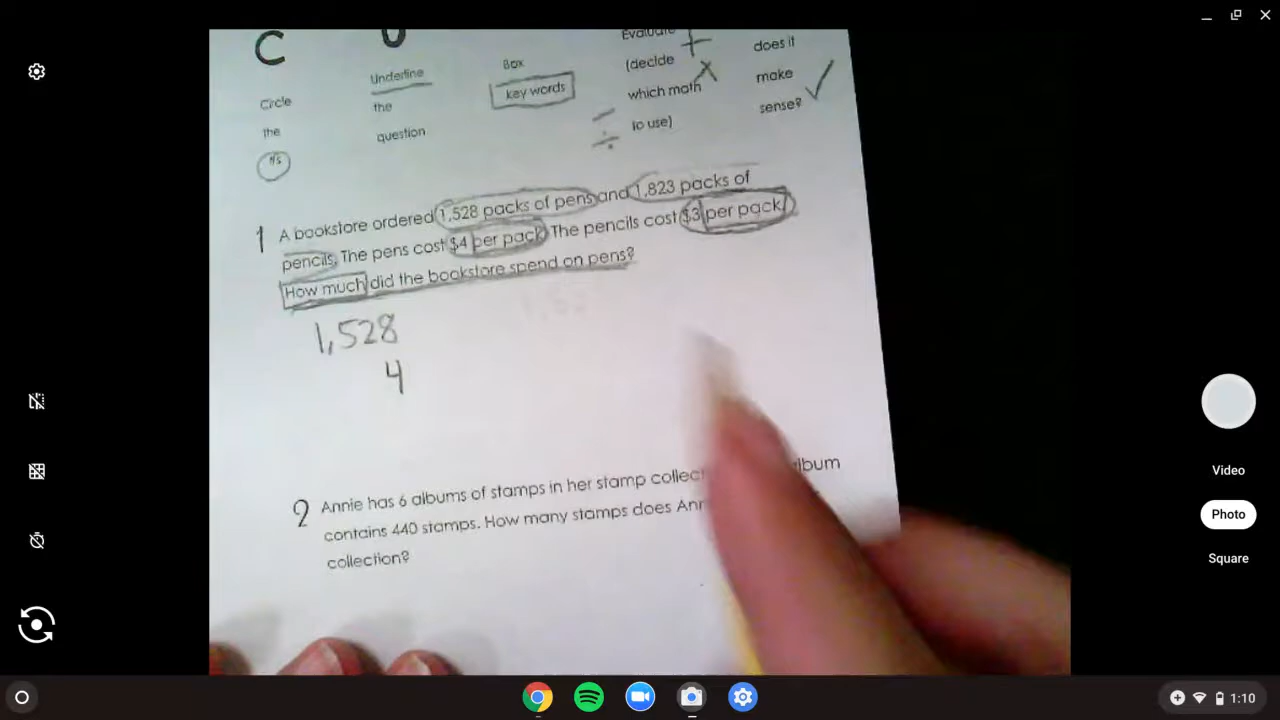 C U
Circle
the
#'s
Underline
the
question
Box
key words
Evaluate
(decide
which math
to use)
+
×
−
÷
does it
make
sense?
✓
1 A bookstore ordered 1,528 packs of pens and 1,823 packs of
pencils. The pens cost $4 per pack. The pencils cost $3 per pack.
How much did the bookstore spend on pens?
1,528
4
2 Annie has 6 albums of stamps in her stamp album
contains 440 stamps. How many stamps does
collection?
Video
Photo
Square
1:10